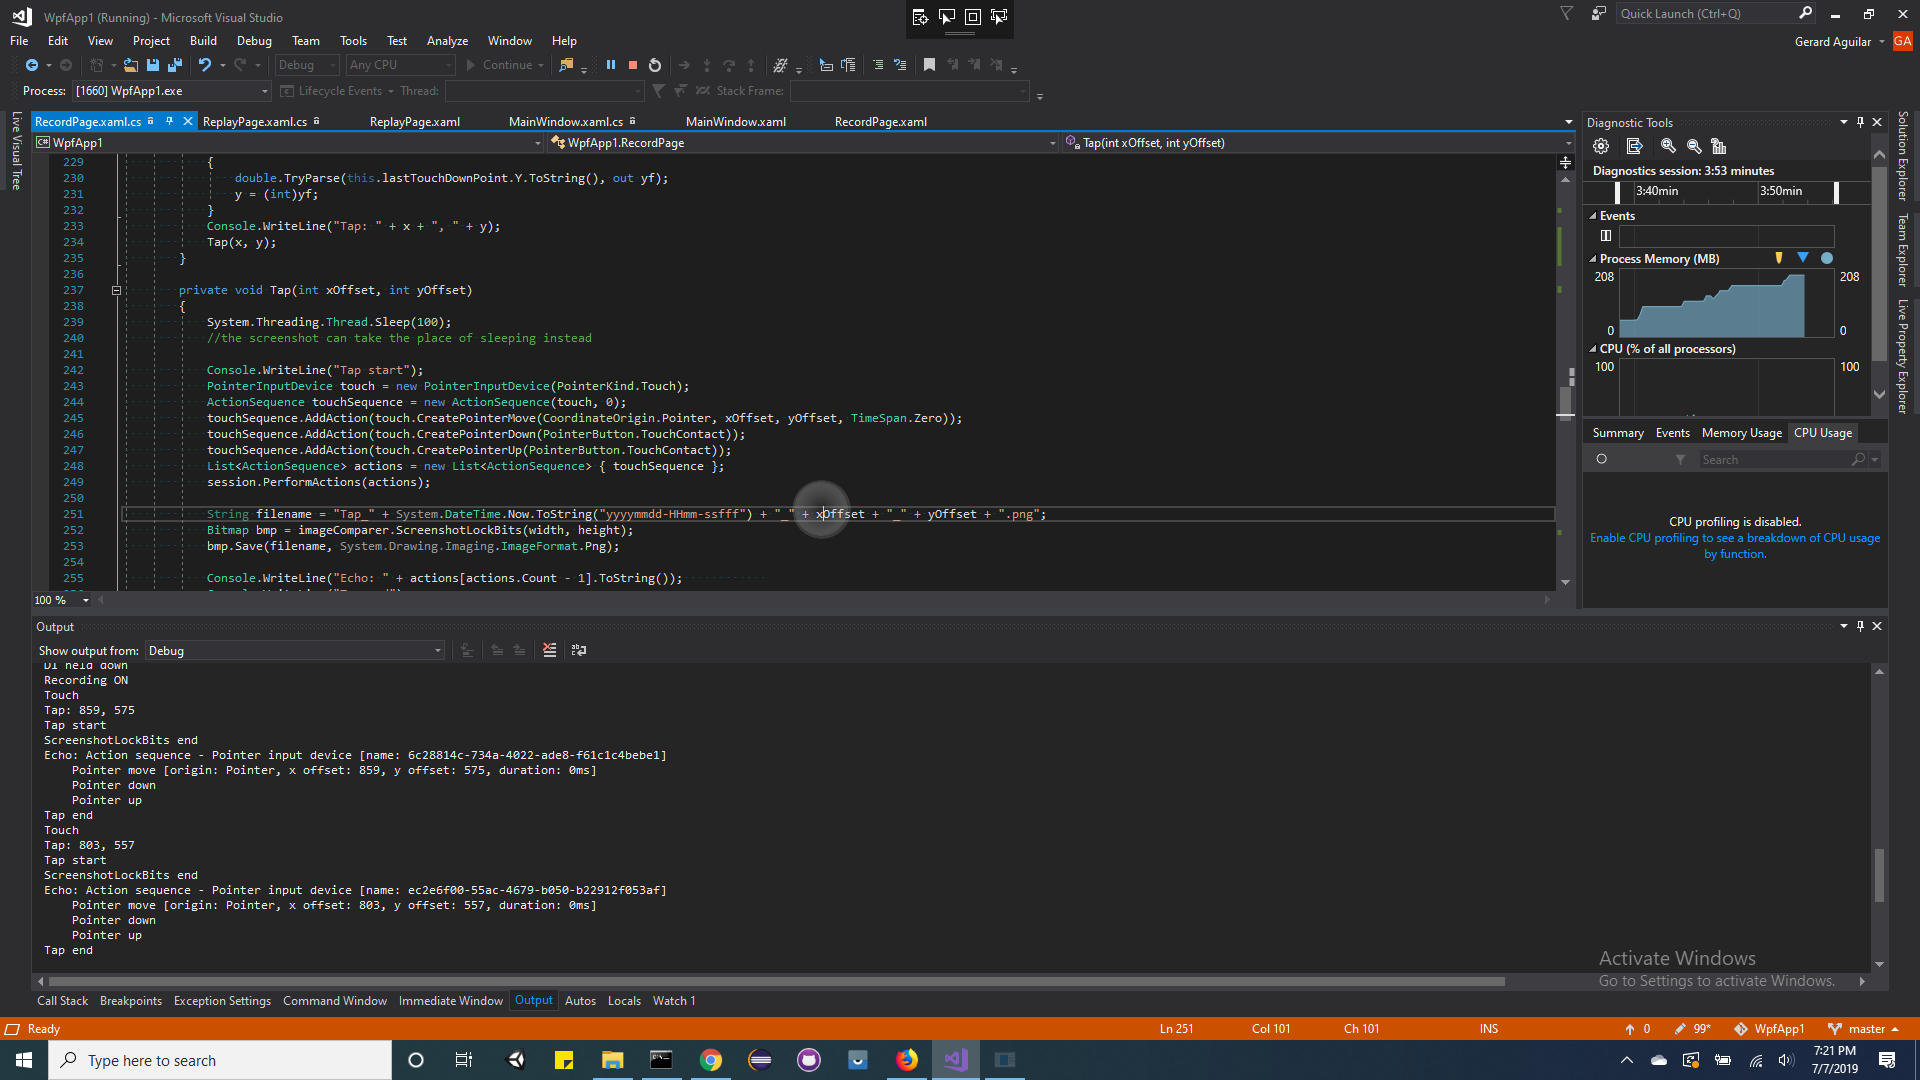 WpfApp1 (Running) - Microsoft Visual Studio
Quick Launch (Ctrl+Q)
File Edit View Project Build Debug Team Tools Test Analyze Window Help
Gerard Aguilar GA
Debug Any CPU Continue
Process: [1660] WpfApp1.exe Lifecycle Events Thread: Stack Frame:
Live Visual Tree
RecordPage.xaml.cs ReplayPage.xaml.cs ReplayPage.xaml MainWindow.xaml.cs MainWindow.xaml RecordPage.xaml
C# WpfApp1 WpfApp1.RecordPage Tap(int xOffset, int yOffset)
229 {
230 double.TryParse(this.lastTouchDownPoint.Y.ToString(), out yf);
231 y = (int)yf;
232 }
233 Console.WriteLine("Tap: " + x + ", " + y);
234 Tap(x, y);
235 }
236
237 private void Tap(int xOffset, int yOffset)
238 {
239 System.Threading.Thread.Sleep(100);
240 //the screenshot can take the place of sleeping instead
241
242 Console.WriteLine("Tap start");
243 PointerInputDevice touch = new PointerInputDevice(PointerKind.Touch);
244 ActionSequence touchSequence = new ActionSequence(touch, 0);
245 touchSequence.AddAction(touch.CreatePointerMove(CoordinateOrigin.Pointer, xOffset, yOffset, TimeSpan.Zero));
246 touchSequence.AddAction(touch.CreatePointerDown(PointerButton.TouchContact));
247 touchSequence.AddAction(touch.CreatePointerUp(PointerButton.TouchContact));
248 List<ActionSequence> actions = new List<ActionSequence> { touchSequence };
249 session.PerformActions(actions);
250
251 String filename = "Tap_" + System.DateTime.Now.ToString("yyyymmdd-HHmm-ssfff") + "_" + xOffset + "_" + yOffset + ".png";
252 Bitmap bmp = imageComparer.ScreenshotLockBits(width, height);
253 bmp.Save(filename, System.Drawing.Imaging.ImageFormat.Png);
254
255 Console.WriteLine("Echo: " + actions[actions.Count - 1].ToString());
100 %
Diagnostic Tools
Diagnostics session: 3:53 minutes
3:40min 3:50min
Events
Process Memory (MB)
208 208
0 0
CPU (% of all processors)
100 100
Summary Events Memory Usage CPU Usage
Search
CPU profiling is disabled.
Enable CPU profiling to see a breakdown of CPU usage
by function.
Solution Explorer
Team Explorer
Live Property Explorer
Output
Show output from: Debug
DI held down
Recording ON
Touch
Tap: 859, 575
Tap start
ScreenshotLockBits end
Echo: Action sequence - Pointer input device [name: 6c28814c-734a-4022-ade8-f61c1c4bebe1]
Pointer move [origin: Pointer, x offset: 859, y offset: 575, duration: 0ms]
Pointer down
Pointer up
Tap end
Touch
Tap: 803, 557
Tap start
ScreenshotLockBits end
Echo: Action sequence - Pointer input device [name: ec2e6f00-55ac-4679-b050-b22912f053af]
Pointer move [origin: Pointer, x offset: 803, y offset: 557, duration: 0ms]
Pointer down
Pointer up
Tap end
Activate Windows
Go to Settings to activate Windows.
Call Stack Breakpoints Exception Settings Command Window Immediate Window Output Autos Locals Watch 1
Ready Ln 251 Col 101 Ch 101 INS 0 99* WpfApp1 master
Type here to search
7:21 PM
7/7/2019